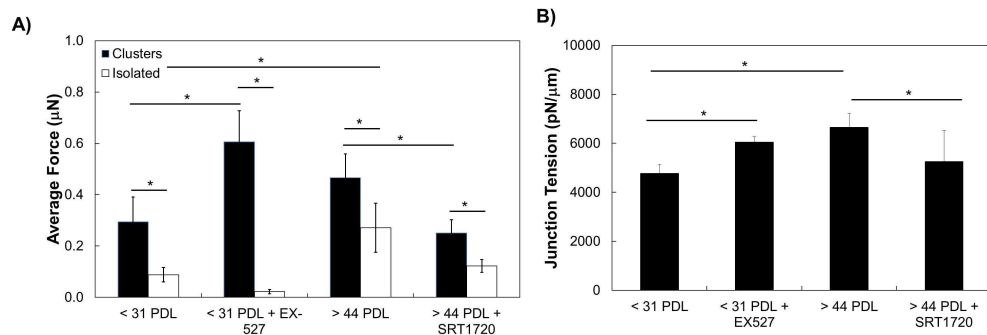 A)
Average Force (μN)
1.0
0.8
0.6
0.4
0.2
0.0
Clusters
Isolated
*
*
*
*
*
*
*
< 31 PDL
< 31 PDL + EX-
527
> 44 PDL
> 44 PDL +
SRT1720
B)
Junction Tension (pN/μm)
10000
8000
6000
4000
2000
0
*
*
*
< 31 PDL
< 31 PDL +
EX527
> 44 PDL
> 44 PDL +
SRT1720